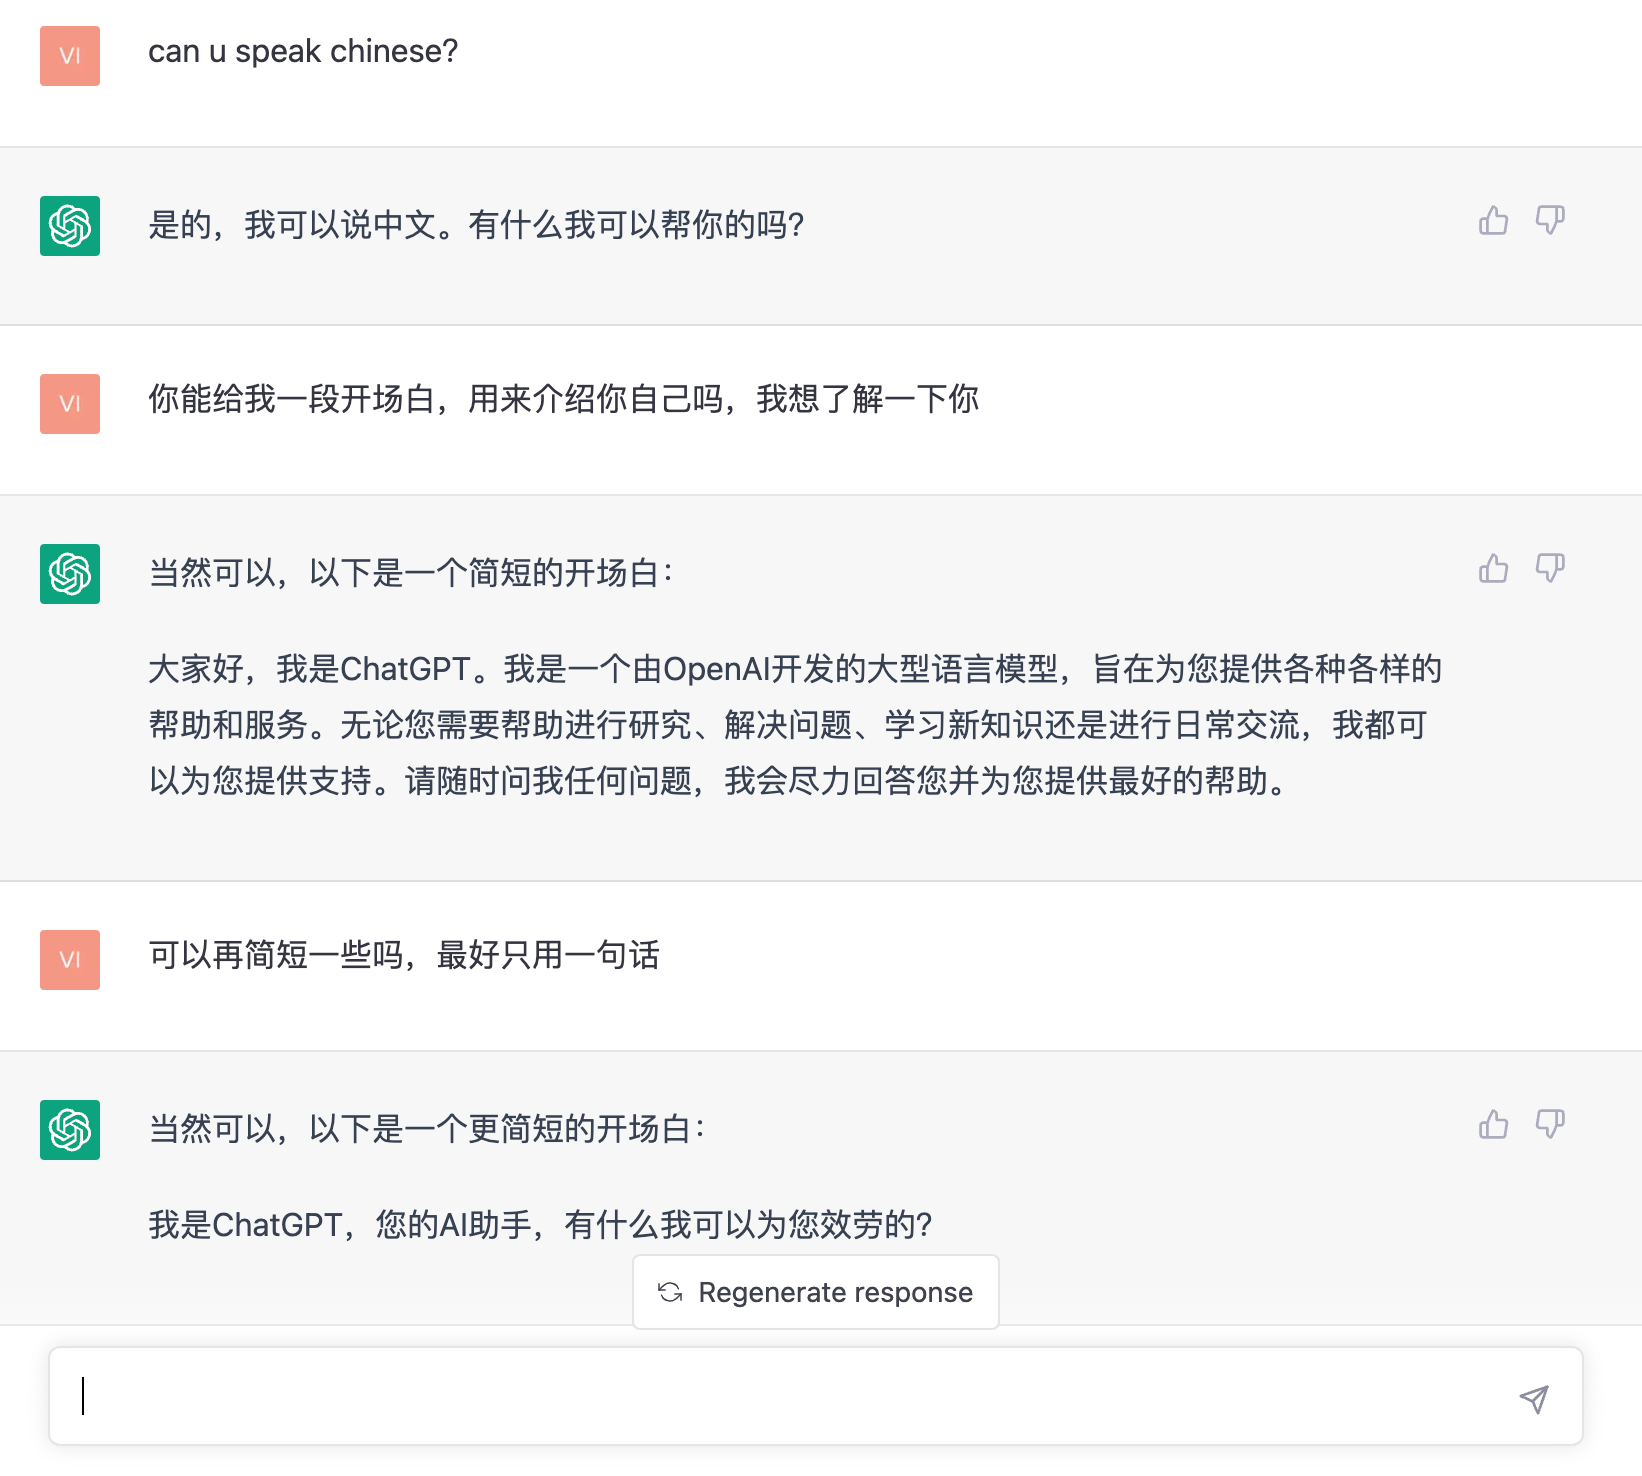 VI
can u speak chinese?
是的，我可以说中文。有什么我可以帮你的吗？
VI
你能给我一段开场白，用来介绍你自己吗，我想了解一下你
当然可以，以下是一个简短的开场白：
大家好，我是ChatGPT。我是一个由OpenAI开发的大型语言模型，旨在为您提供各种各样的
帮助和服务。无论您需要帮助进行研究、解决问题、学习新知识还是进行日常交流，我都可
以为您提供支持。请随时问我任何问题，我会尽力回答您并为您提供最好的帮助。
VI
可以再简短一些吗，最好只用一句话
当然可以，以下是一个更简短的开场白：
我是ChatGPT，您的AI助手，有什么我可以为您效劳的？
Regenerate response